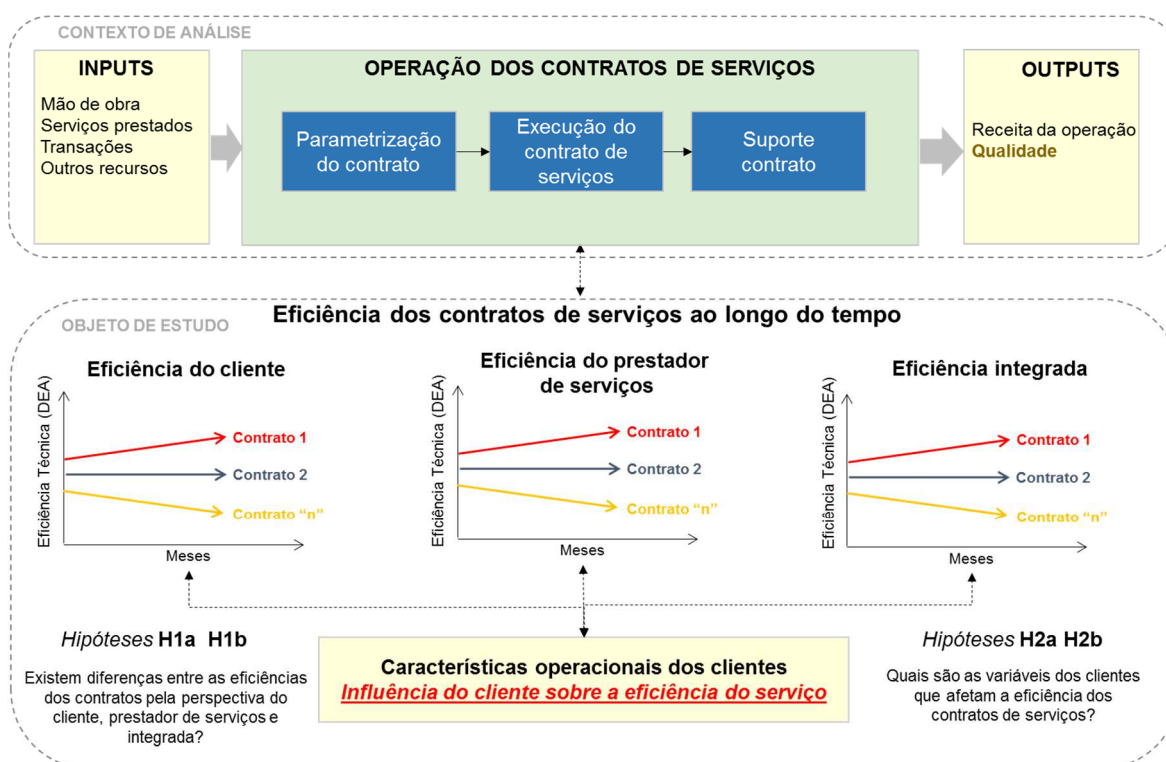 CONTEXTO DE ANÁLISE
INPUTS
Mão de obra
Serviços prestados
Transações
Outros recursos
OPERAÇÃO DOS CONTRATOS DE SERVIÇOS
Parametrização
do contrato
Execução do
contrato de
serviços
Suporte
contrato
OUTPUTS
Receita da operação
Qualidade
OBJETO DE ESTUDO
Eficiência dos contratos de serviços ao longo do tempo
Eficiência do cliente
Eficiência Técnica (DEA)
Contrato 1
Contrato 2
Contrato “n”
Meses
Eficiência do prestador
de serviços
Eficiência Técnica (DEA)
Contrato 1
Contrato 2
Contrato “n”
Meses
Eficiência integrada
Eficiência Técnica (DEA)
Contrato 1
Contrato 2
Contrato “n”
Meses
Hipóteses H1a H1b
Existem diferenças entre as eficiências
dos contratos pela perspectiva do
cliente, prestador de serviços e
integrada?
Características operacionais dos clientes
Influência do cliente sobre a eficiência do serviço
Hipóteses H2a H2b
Quais são as variáveis dos clientes
que afetam a eficiência dos
contratos de serviços?